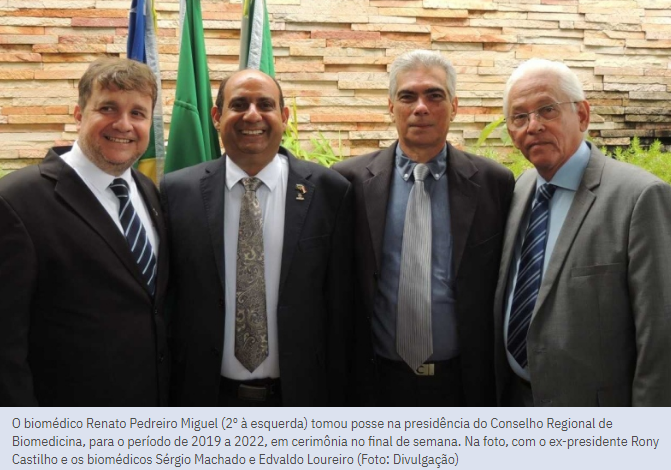 O biomédico Renato Pedreiro Miguel (2º à esquerda) tomou posse na presidência do Conselho Regional de
Biomedicina, para o período de 2019 a 2022, em cerimônia no final de semana. Na foto, com o ex-presidente Rony
Castilho e os biomédicos Sérgio Machado e Edvaldo Loureiro (Foto: Divulgação)